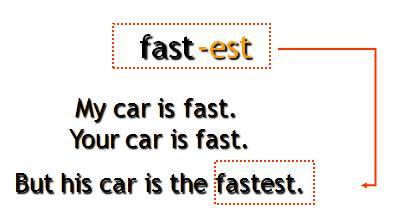 fast -est
My car is fast.
Your car is fast.
But his car is the fastest.